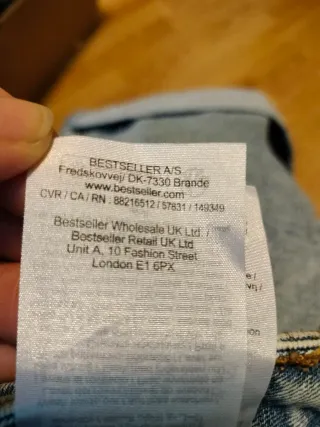 BESTSELLER A/S
Fredskovvej/ DK-7330 Brande
www.bestseller.com
CVR / CA / RN : 88216512 / 57831 / 149349
Bestseller Wholesale UK Ltd. /
Bestseller Retail UK Ltd
Unit A, 10 Fashion Street
London E1 6PX